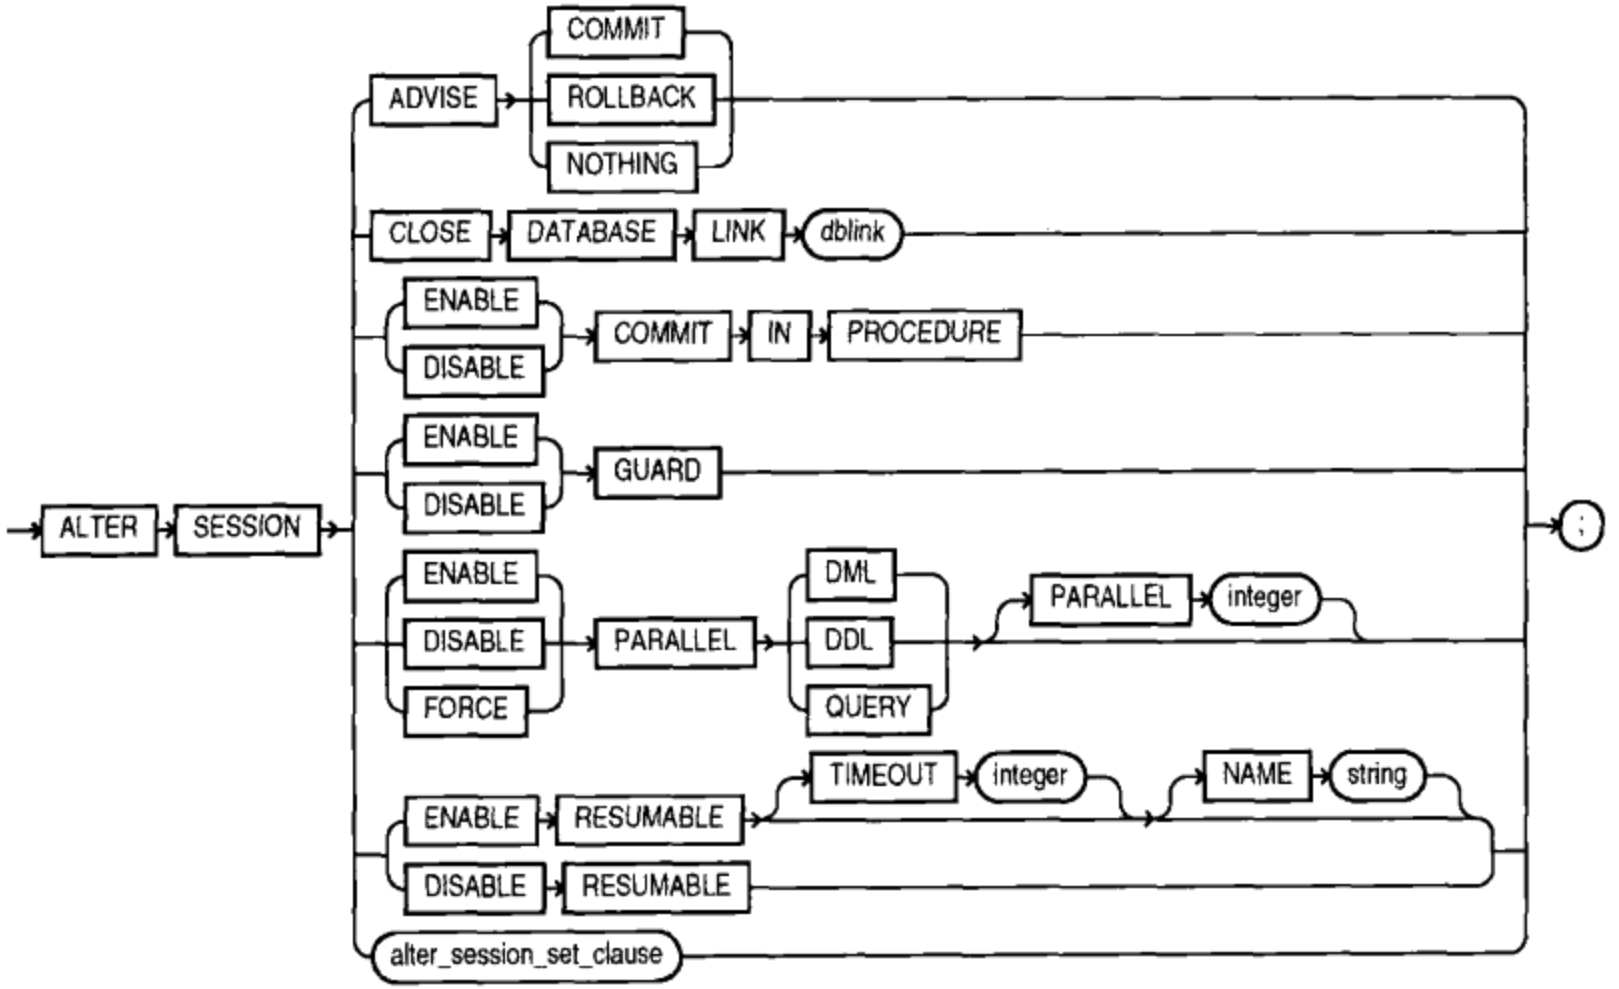 COMMIT
ADVISE ROLLBACK
NOTHING
CLOSE DATABASE LINK dblink
ENABLE
COMMIT IN PROCEDURE
DISABLE
ENABLE
GUARD
DISABLE
ALTER SESSION ;
ENABLE DML
PARALLEL integer
DISABLE PARALLEL DDL
FORCE QUERY
TIMEOUT integer NAME string
ENABLE RESUMABLE
DISABLE RESUMABLE
alter_session_set_clause